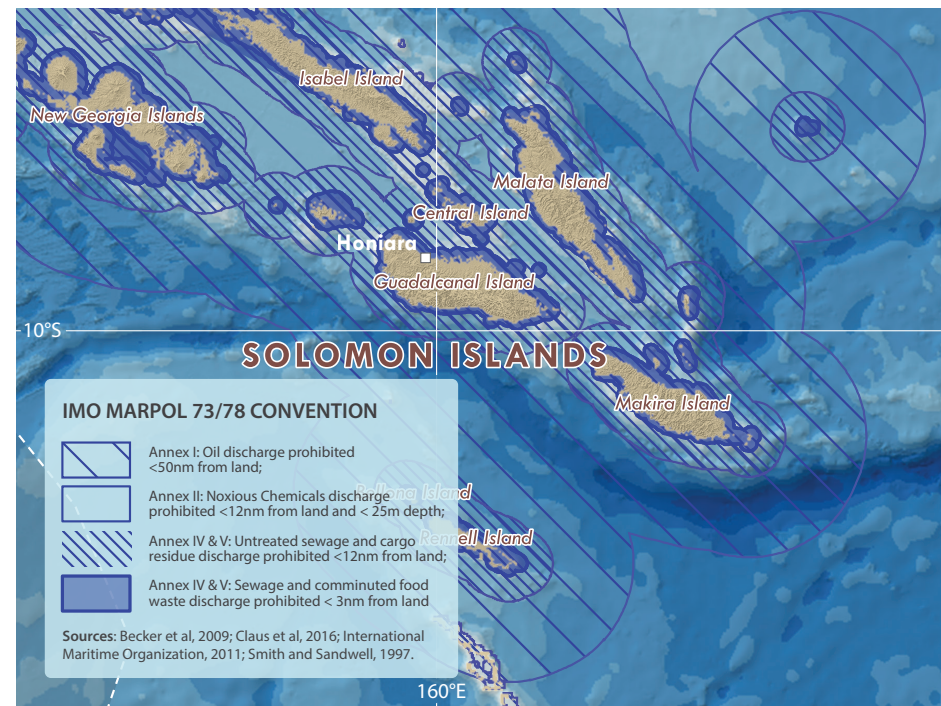 Isabel Island
New Georgia Islands
Malata Island
Central Island
Honiara
Guadalcanal Island
10°S
SOLOMON ISLANDS
Makira Island
IMO MARPOL 73/78 CONVENTION
Annex I: Oil discharge prohibited
<50nm from land;
Annex II: Noxious Chemicals discharge
prohibited <12nm from land and < 25m depth;
Annex IV & V: Untreated sewage and cargo
residue discharge prohibited <12nm from land;
Annex IV & V: Sewage and comminuted food
waste discharge prohibited < 3nm from land
Sources: Becker et al, 2009; Claus et al, 2016; International
Maritime Organization, 2011; Smith and Sandwell, 1997.
Island
Rennell Island
160°E